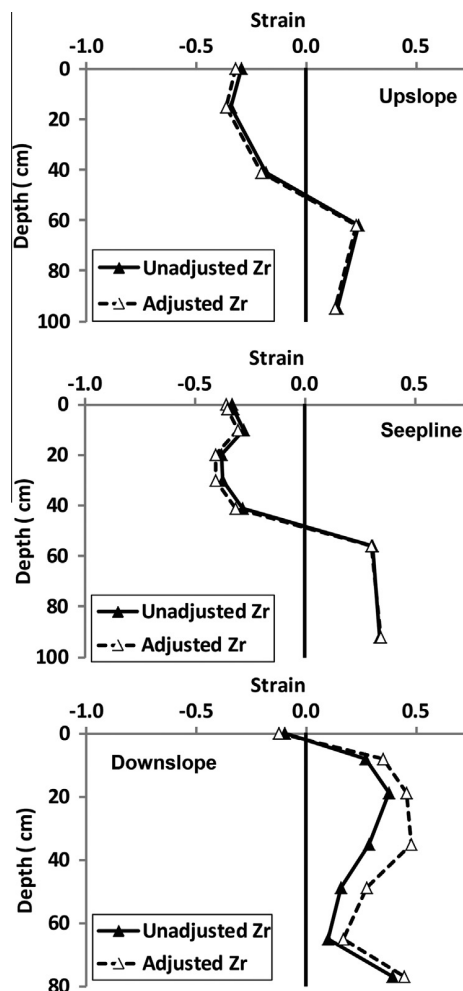 Strain
-1.0 -0.5 0.0 0.5
0
20
40
60
80
100
Depth ( cm)
Upslope
Unadjusted Zr
Adjusted Zr
Strain
-1.0 -0.5 0.0 0.5
0
20
40
60
80
100
Depth ( cm)
Seepline
Unadjusted Zr
Adjusted Zr
Strain
-1.0 -0.5 0.0 0.5
0
20
40
60
80
Depth ( cm)
Downslope
Unadjusted Zr
Adjusted Zr